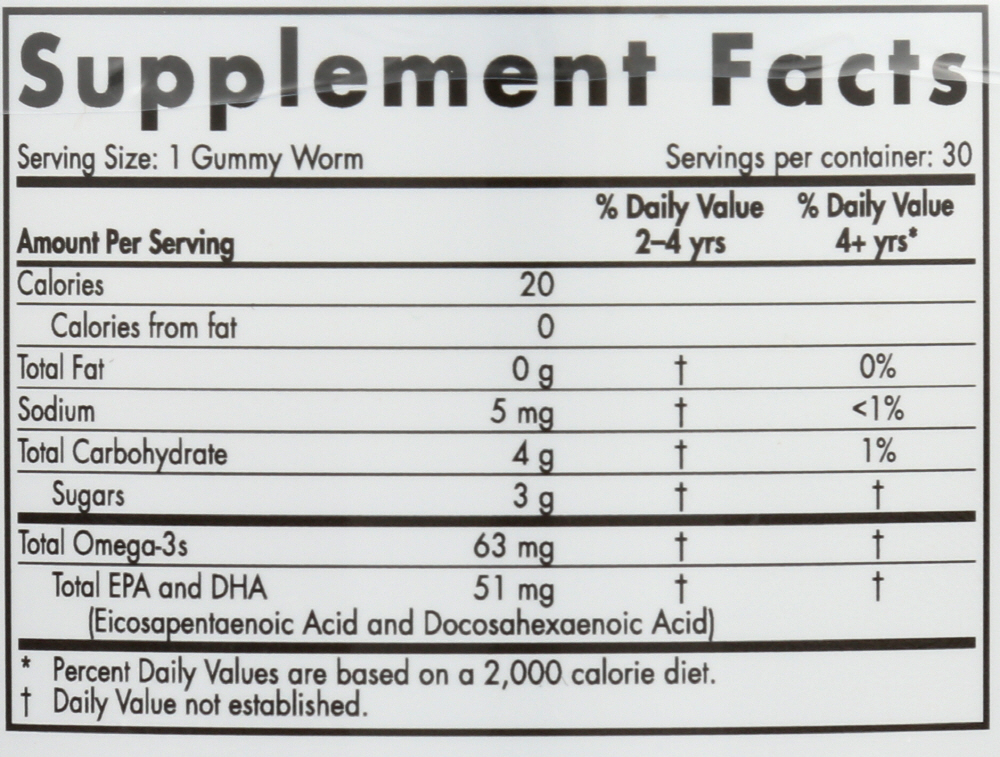 Supplement Facts
Serving Size: 1 Gummy Worm Servings per container: 30
% Daily Value % Daily Value
Amount Per Serving 2–4 yrs 4+ yrs*
Calories 20
Calories from fat 0
Total Fat 0 g † 0%
Sodium 5 mg † <1%
Total Carbohydrate 4 g † 1%
Sugars 3 g † †
Total Omega-3s 63 mg † †
Total EPA and DHA 51 mg † †
(Eicosapentaenoic Acid and Docosahexaenoic Acid)
* Percent Daily Values are based on a 2,000 calorie diet.
† Daily Value not established.